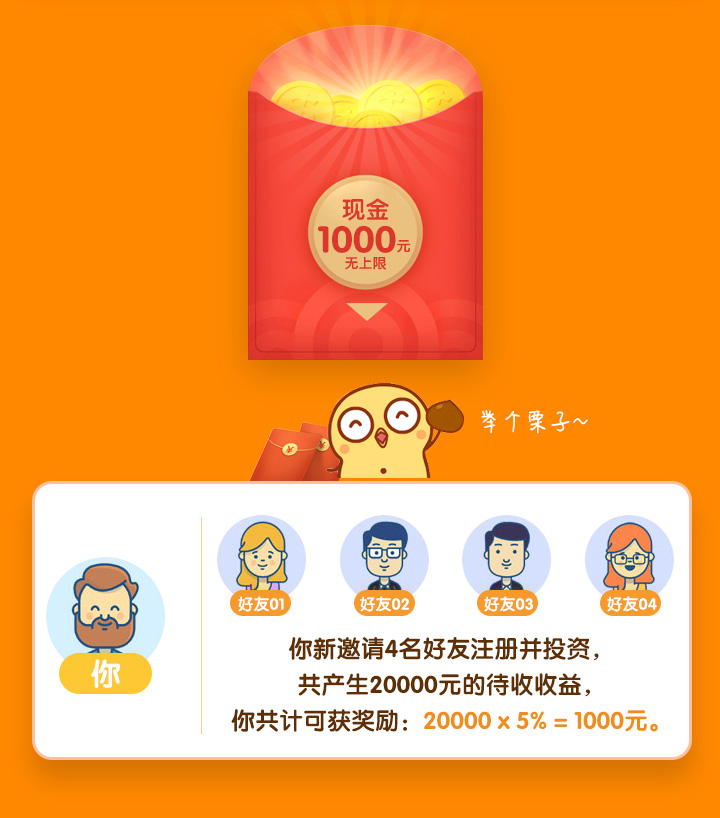 现金
1000元
无上限
举个栗子~
好友01
好友02
好友03
好友04
你
你新邀请4名好友注册并投资，
共产生20000元的待收收益，
你共计可获奖励：20000 x 5% = 1000元。